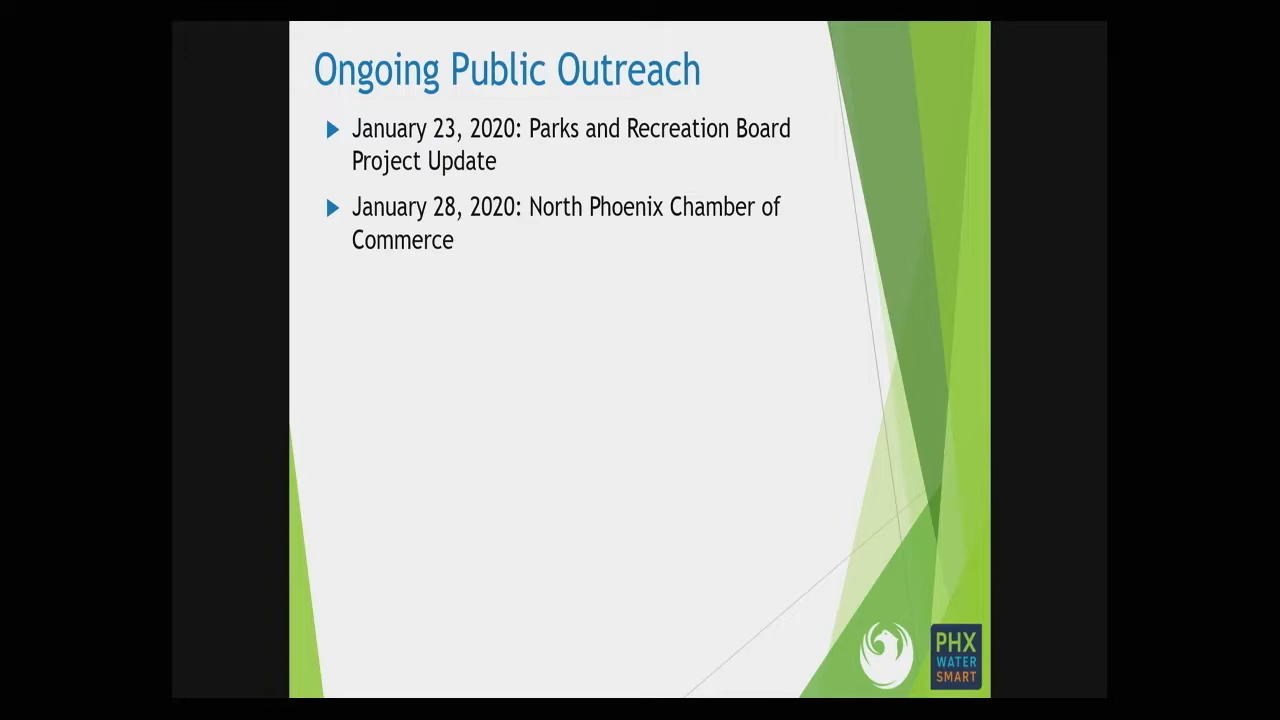 Ongoing Public Outreach
January 23, 2020: Parks and Recreation Board
Project Update
January 28, 2020: North Phoenix Chamber of
Commerce
PHX
WATER
SMART